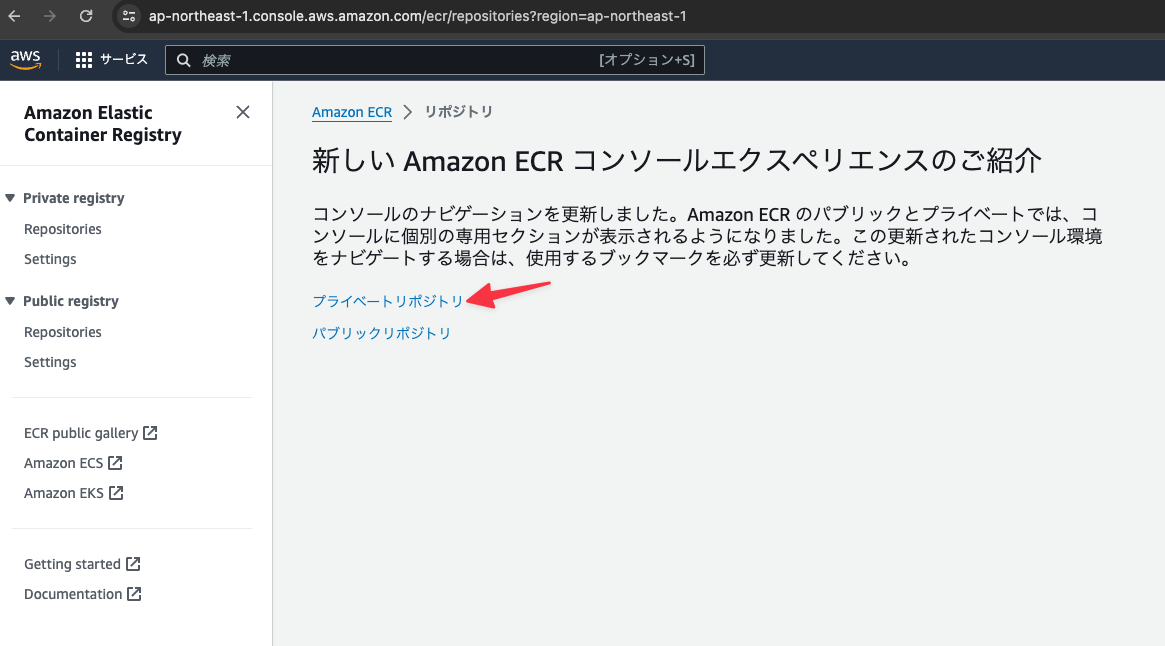 ap-northeast-1.console.aws.amazon.com/ecr/repositories?region=ap-northeast-1
aws
サービス
検索
[オプション+S]
Amazon Elastic
Container Registry
Private registry
Repositories
Settings
Public registry
Repositories
Settings
ECR public gallery
Amazon ECS
Amazon EKS
Getting started
Documentation
Amazon ECR
リポジトリ
新しい Amazon ECR コンソールエクスペリエンスのご紹介
コンソールのナビゲーションを更新しました。Amazon ECR のパブリックとプライベートでは、コ
ンソールに個別の専用セクションが表示されるようになりました。この更新されたコンソール環境
をナビゲートする場合は、使用するブックマークを必ず更新してください。
プライベートリポジトリ
パブリックリポジトリ